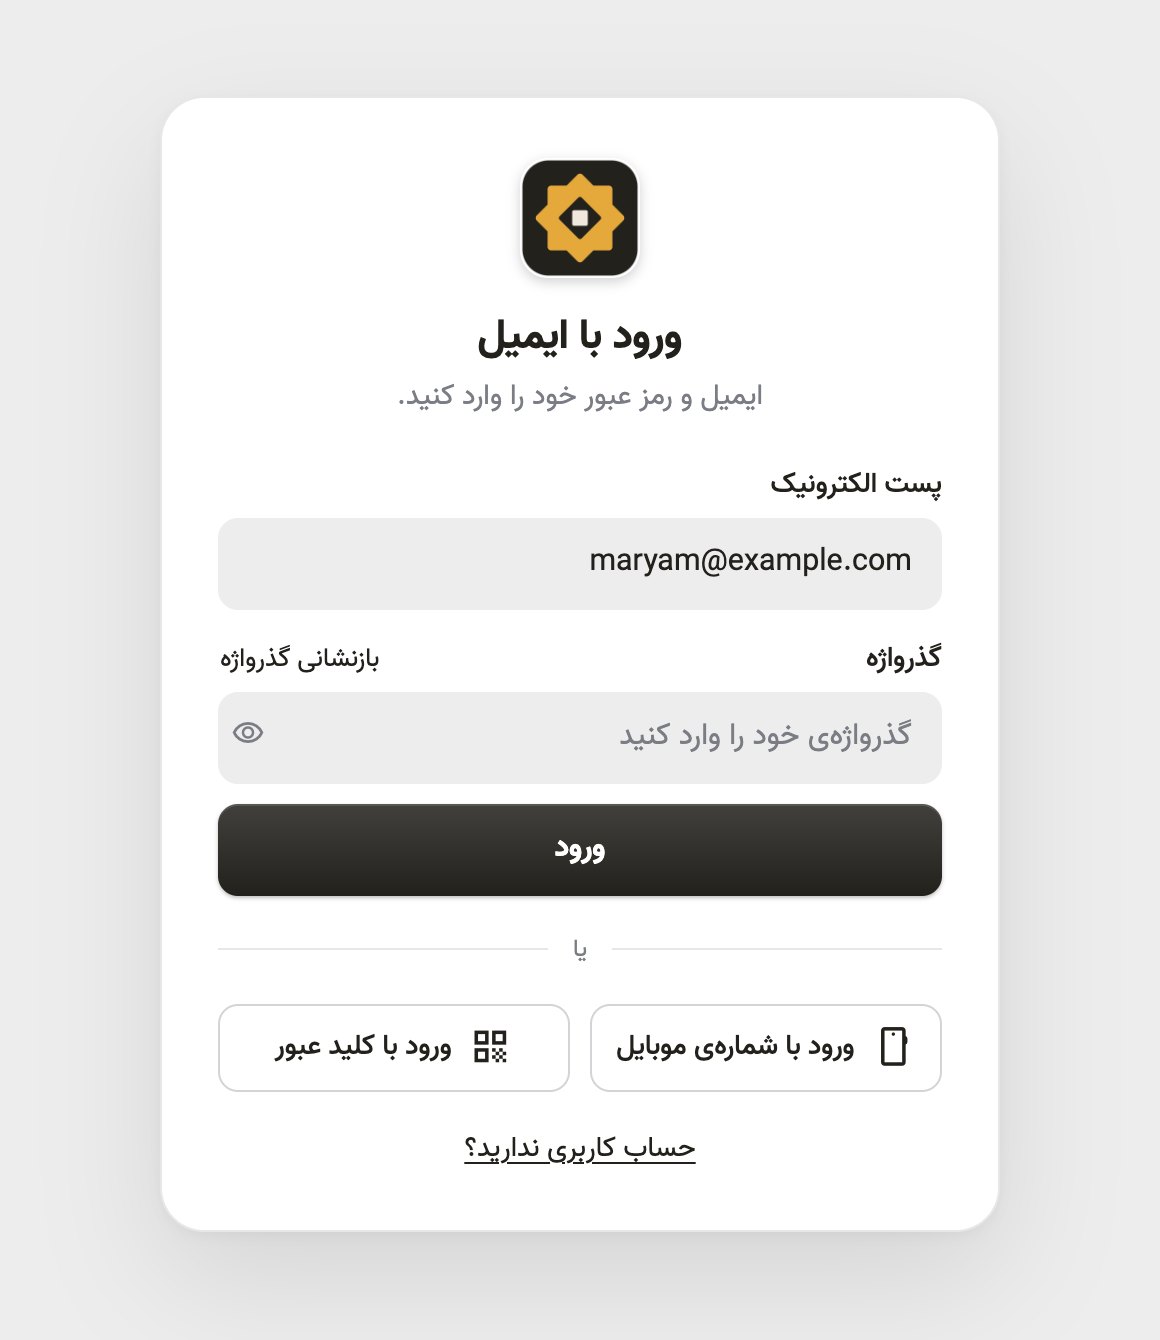 ورود با ایمیل
ایمیل و رمز عبور خود را وارد کنید.
پست الکترونیک
maryam@example.com
گذرواژه
بازنشانی گذرواژه
گذرواژه‌ی خود را وارد کنید
ورود
یا
ورود با شماره‌ی موبایل
ورود با کلید عبور
حساب کاربری ندارید؟